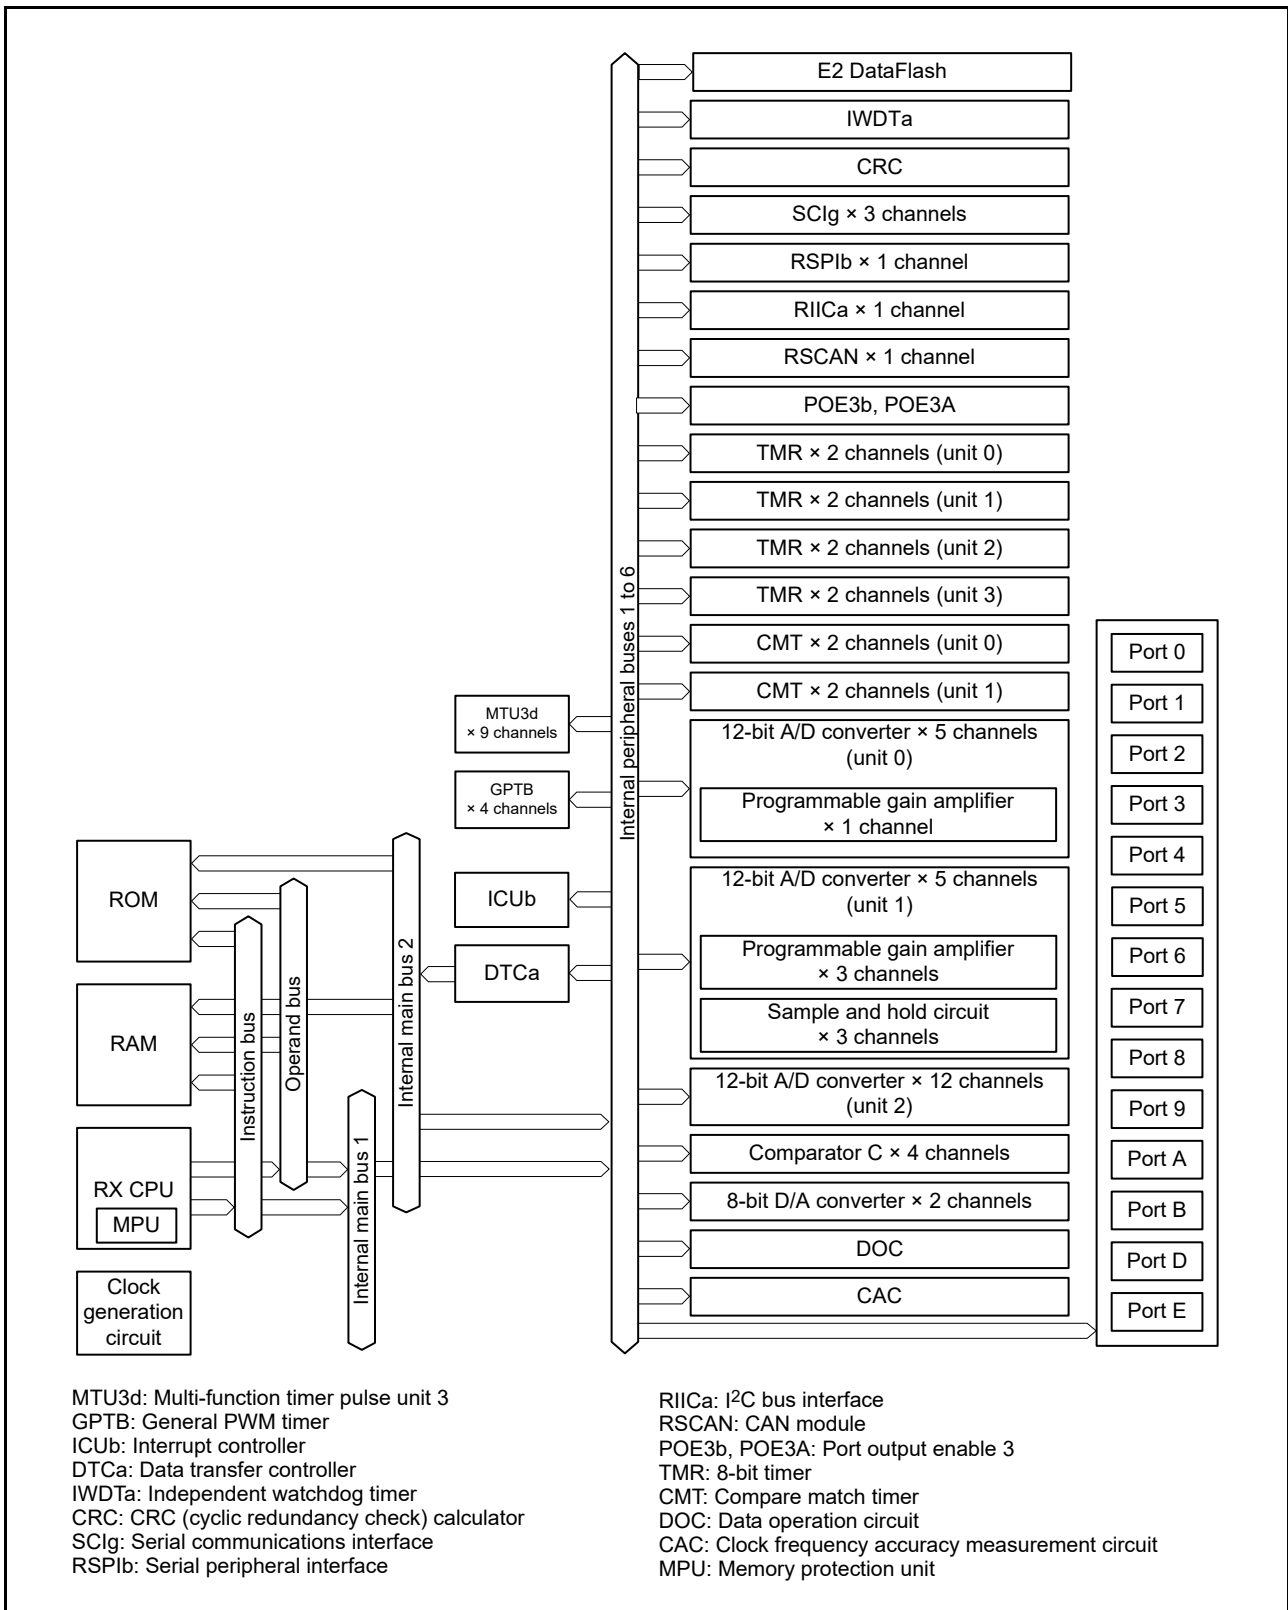 E2 DataFlash
IWDTa
CRC
SCIg × 3 channels
RSPIb × 1 channel
RIICa × 1 channel
RSCAN × 1 channel
POE3b, POE3A
TMR × 2 channels (unit 0)
TMR × 2 channels (unit 1)
TMR × 2 channels (unit 2)
TMR × 2 channels (unit 3)
CMT × 2 channels (unit 0)
CMT × 2 channels (unit 1)
12-bit A/D converter × 5 channels
(unit 0)
Programmable gain amplifier
× 1 channel
12-bit A/D converter × 5 channels
(unit 1)
Programmable gain amplifier
× 3 channels
Sample and hold circuit
× 3 channels
12-bit A/D converter × 12 channels
(unit 2)
Comparator C × 4 channels
8-bit D/A converter × 2 channels
DOC
CAC
Port 0
Port 1
Port 2
Port 3
Port 4
Port 5
Port 6
Port 7
Port 8
Port 9
Port A
Port B
Port D
Port E
Internal peripheral buses 1 to 6
MTU3d
× 9 channels
GPTB
× 4 channels
ICUb
DTCa
Internal main bus 2
Internal main bus 1
Operand bus
Instruction bus
ROM
RAM
RX CPU
MPU
Clock
generation
circuit
MTU3d: Multi-function timer pulse unit 3
GPTB: General PWM timer
ICUb: Interrupt controller
DTCa: Data transfer controller
IWDTa: Independent watchdog timer
CRC: CRC (cyclic redundancy check) calculator
SCIg: Serial communications interface
RSPIb: Serial peripheral interface
RIICa: I²C bus interface
RSCAN: CAN module
POE3b, POE3A: Port output enable 3
TMR: 8-bit timer
CMT: Compare match timer
DOC: Data operation circuit
CAC: Clock frequency accuracy measurement circuit
MPU: Memory protection unit